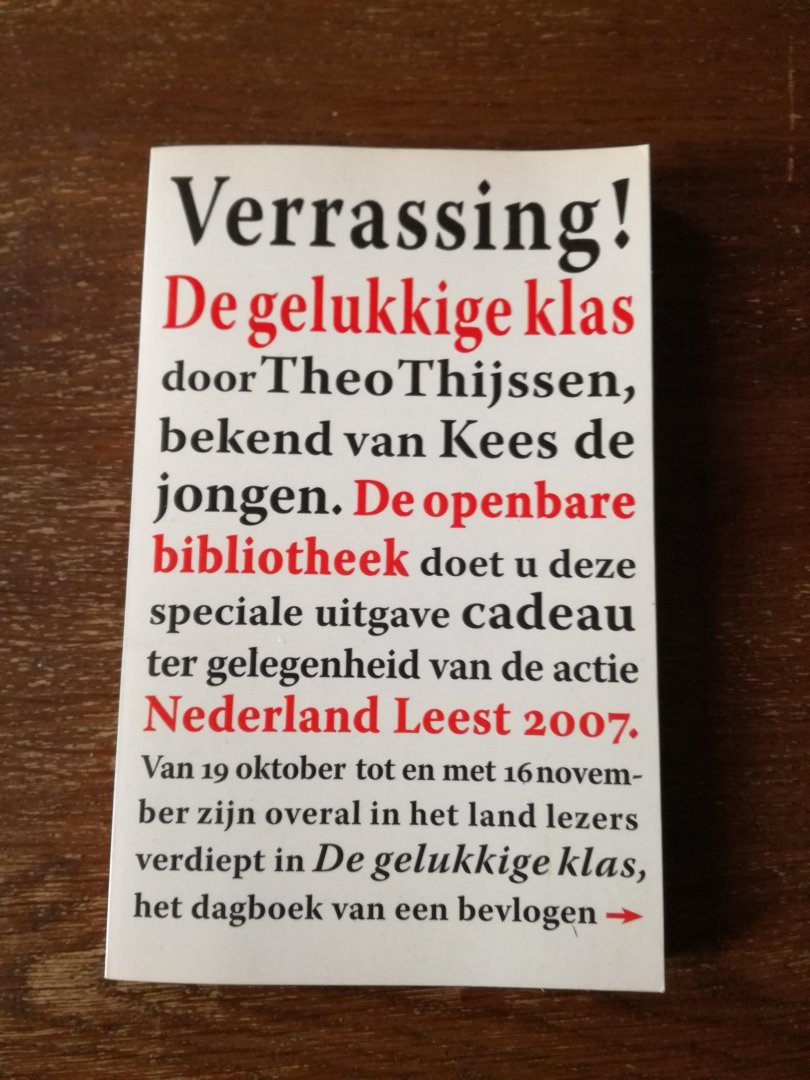 Verrassing!
De gelukkige klas
door Theo Thijssen,
bekend van Kees de
jongen. De openbare
bibliotheek doet u deze
speciale uitgave cadeau
ter gelegenheid van de actie
Nederland Leest 2007.
Van 19 oktober tot en met 16 novem-
ber zijn overal in het land lezers
verdiept in De gelukkige klas,
het dagboek van een bevlogen →